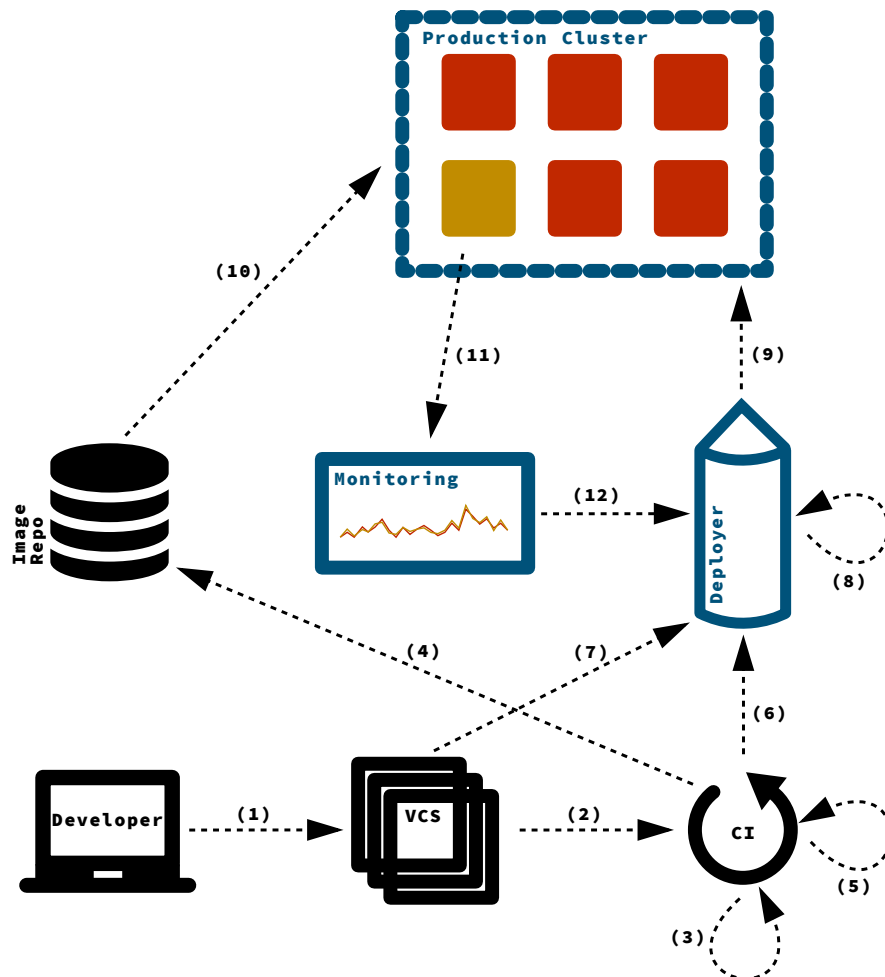 Production Cluster
(10)
(11)
(9)
Monitoring
(12)
Image
Repo
Deployer
(8)
(4)
(7)
(6)
Developer
(1)
VCS
(2)
CI
(5)
(3)